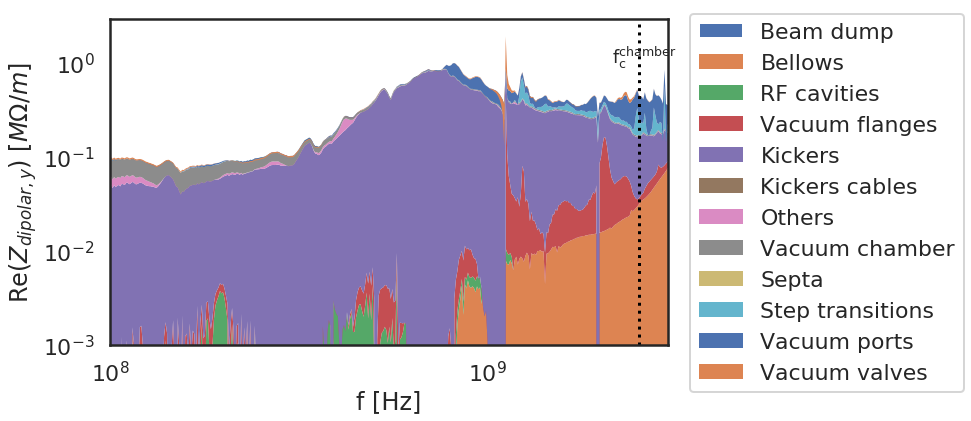 Re(Z_{dipolar, y}) [MΩ/m]
10^0
10^{-1}
10^{-2}
10^{-3}
10^8
10^9
f [Hz]
f_c^{chamber}
Beam dump
Bellows
RF cavities
Vacuum flanges
Kickers
Kickers cables
Others
Vacuum chamber
Septa
Step transitions
Vacuum ports
Vacuum valves